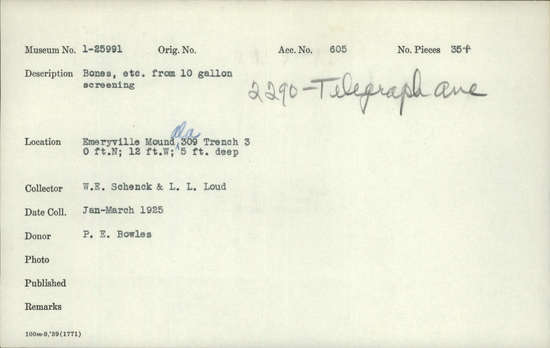 Museum No. 1-25991 Orig. No. Acc. No. 605 No. Pieces 35+
Description Bones, etc. from 10 gallon
screening
2290-Telegraph ave
Location Emeryville Mound, Ala 309 Trench 3
0 ft.N; 12 ft.W; 5 ft. deep
Collector W.E. Schenck & L. L. Loud
Date Coll. Jan-March 1925
Donor P. E. Bowles
Photo
Published
Remarks
100m-8,'39(1771)